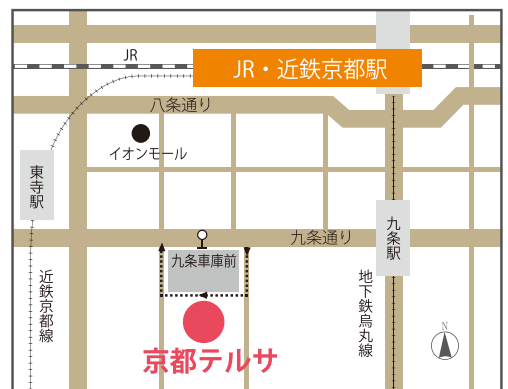 JR
JR・近鉄京都駅
八条通り
イオンモール
東寺駅
九条駅
九条通り
九条車庫前
近鉄京都線
地下鉄烏丸線
N
京都テルサ